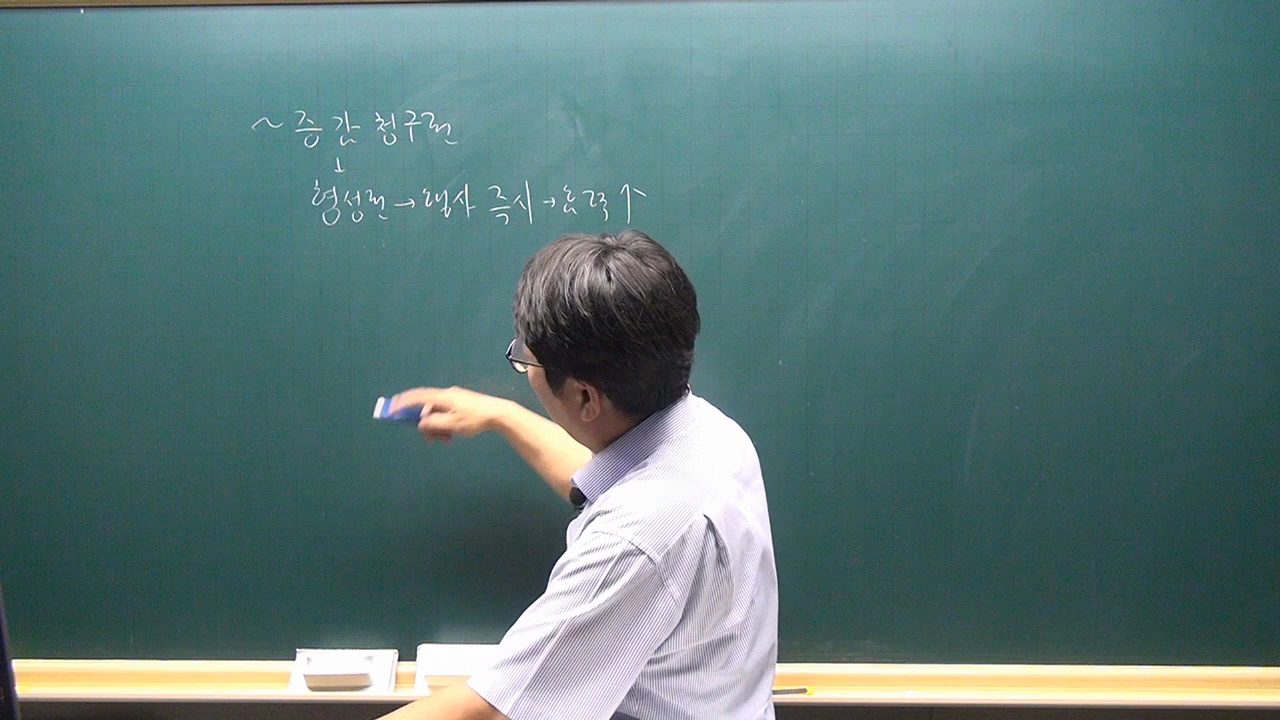 ~증감 청구권
↓
형성권 → 행사 즉시 → 효력 ↑